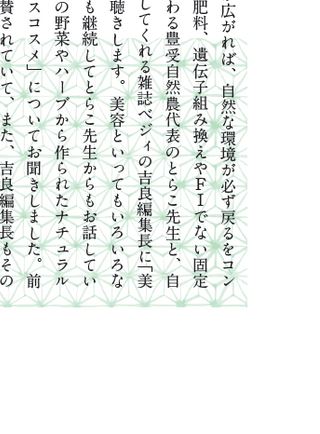 広がれば、自然な環境が必ず戻るをコン
肥料、遺伝子組み換えやFIでない固定
わる豊受自然農代表のとらこ先生と、自
してくれる雑誌ベジィの吉良編集長に「美
聴きします。美容といってもいろいろな
も継続してとらこ先生からもお話してい
の野菜やハーブから作られたナチュラル
スコスメ」についてお聞きしました。前
賛されていて、また、吉良編集長もその